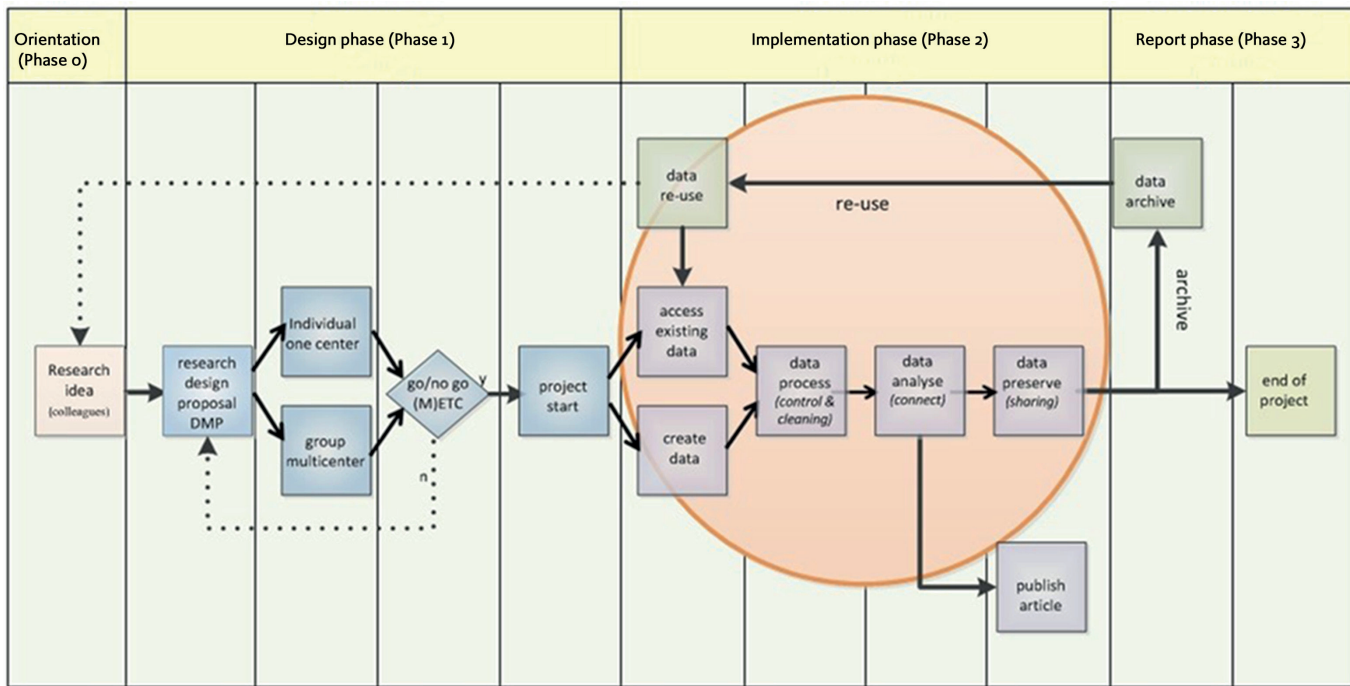 Orientation
(Phase 0)
Design phase (Phase 1)
Implementation phase (Phase 2)
Report phase (Phase 3)
data
re-use
re-use
data
archive
archive
Research
idea
(colleagues)
research
design
proposal
DMP
Individual
one center
group
multicenter
go/no go
(M)ETC
y
n
project
start
access
existing
data
create
data
data
process
(control &
cleaning)
data
analyse
(connect)
data
preserve
(sharing)
end of
project
publish
article